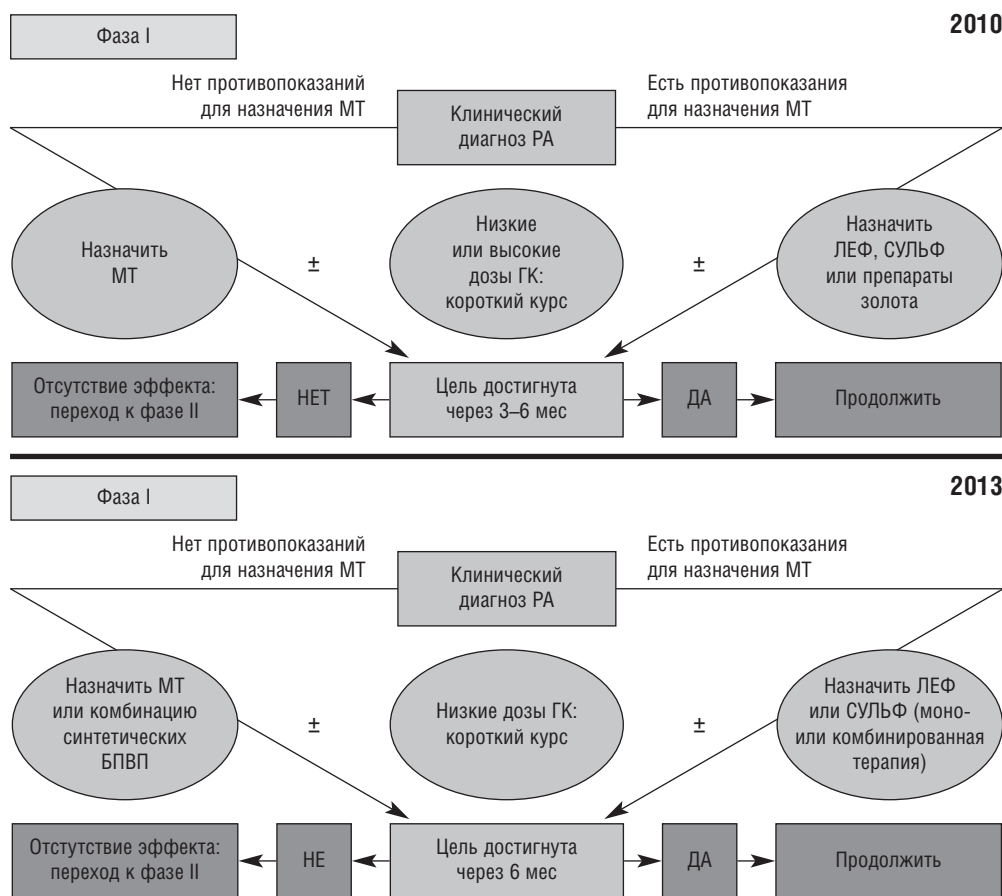 2010
Фаза I
Нет противопоказаний
для назначения МТ
Клинический
диагноз РА
Есть противопоказания
для назначения МТ
Назначить
МТ
±
Низкие
или высокие
дозы ГК:
короткий курс
±
Назначить
ЛЕФ, СУЛЬФ
или препараты
золота
Отсутствие эффекта:
переход к фазе II
НЕТ
Цель достигнута
через 3–6 мес
ДА
Продолжить
2013
Фаза I
Нет противопоказаний
для назначения МТ
Клинический
диагноз РА
Есть противопоказания
для назначения МТ
Назначить МТ
или комбинацию
синтетических
БПВП
±
Низкие дозы ГК:
короткий курс
±
Назначить ЛЕФ
или СУЛЬФ (моно-
или комбинированная
терапия)
Отсутствие эффекта:
переход к фазе II
НЕ
Цель достигнута
через 6 мес
ДА
Продолжить